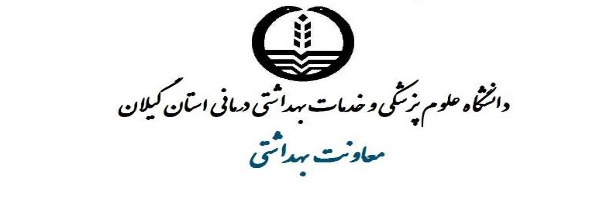 دانشگاه علوم پزشکی و خدمات بهداشتی درمانی استان گیلان
معاونت بهداشتی